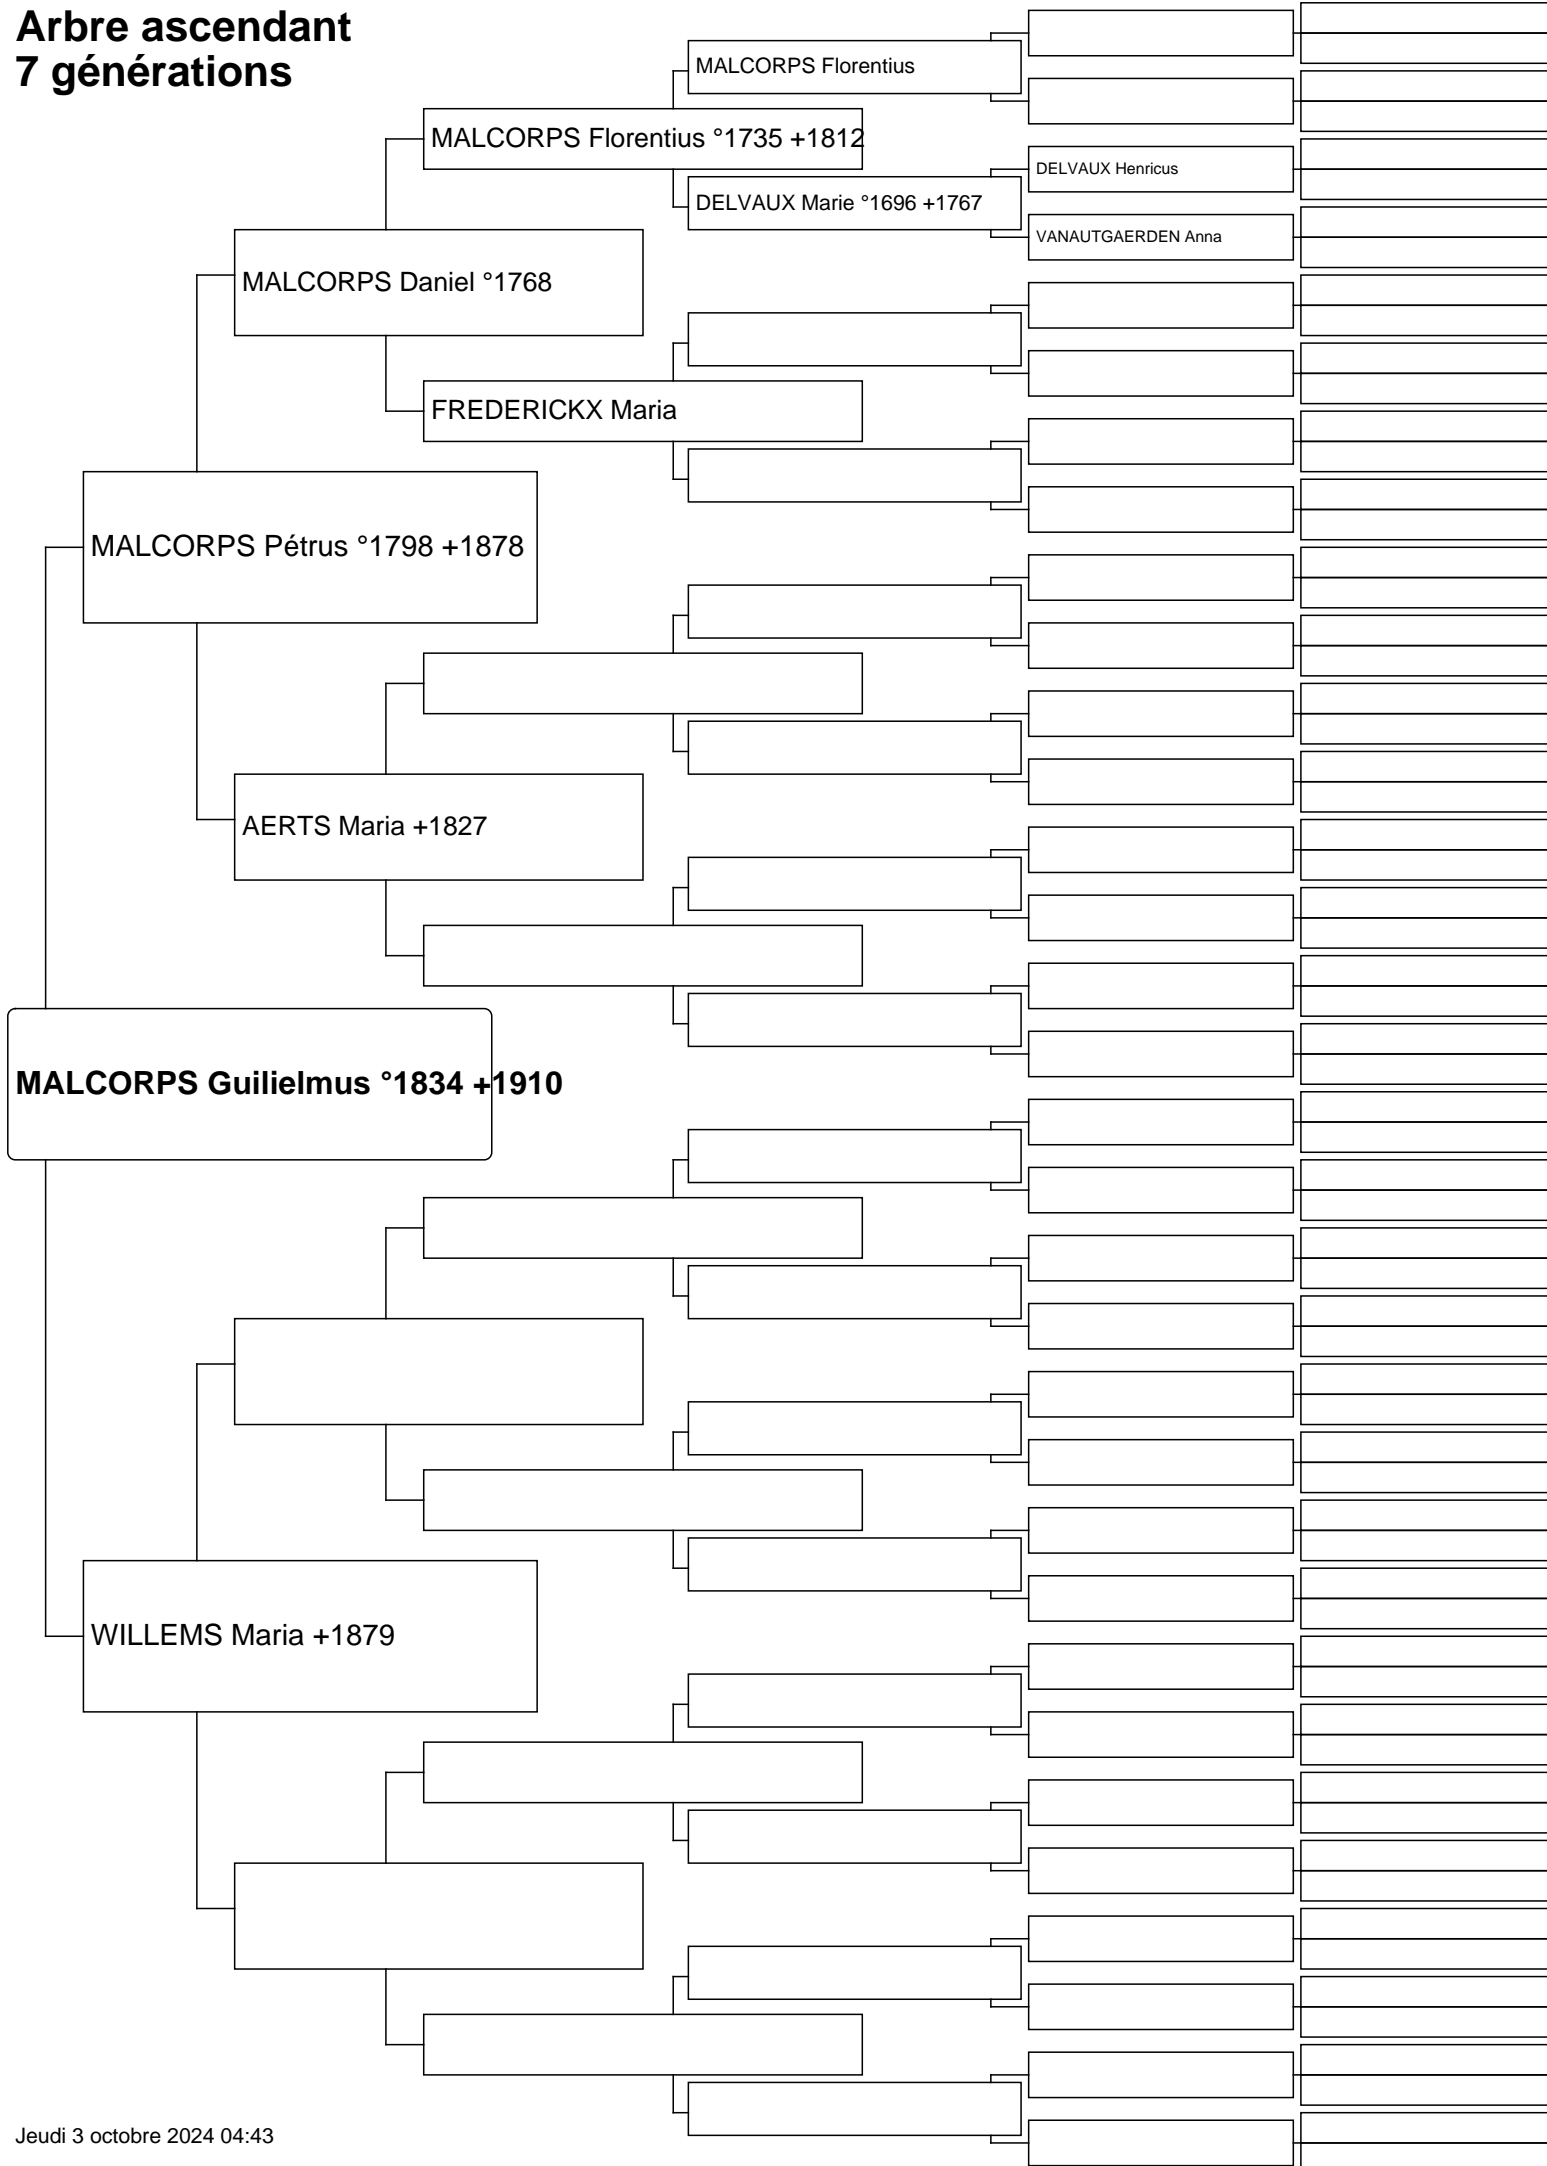 Arbre ascendant
7 générations
MALCORPS Florentius
MALCORPS Florentius °1735 +1812
DELVAUX Henricus
DELVAUX Marie °1696 +1767
VANAUTGAERDEN Anna
MALCORPS Daniel °1768
FREDERICKX Maria
MALCORPS Pétrus °1798 +1878
AERTS Maria +1827
MALCORPS Guilielmus °1834 +1910
WILLEMS Maria +1879
Jeudi 3 octobre 2024 04:43